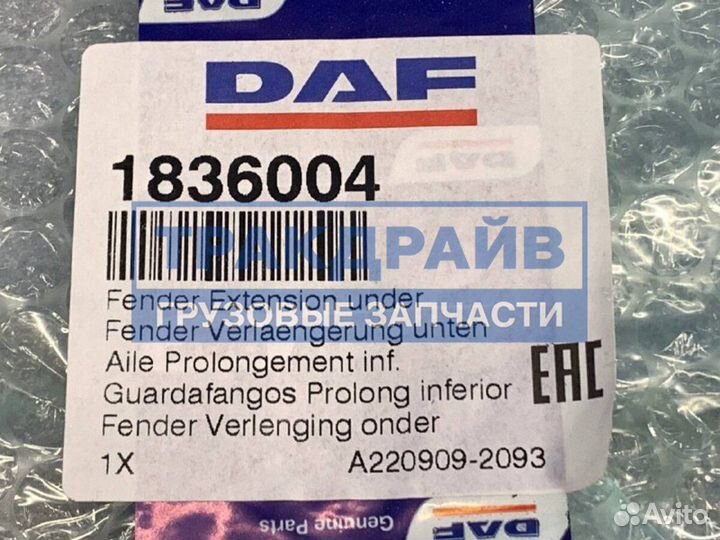 DAF
DAF
1836004
ТРАКДРАЙВ
Fender Extension under
ГРУЗОВЫЕ ЗАПЧАСТИ
Fender Verlaengerung unten
Aile Prolongement inf.
Guardafangos Prolong inferior
EAC
Fender Verlenging onder
1X A220909-2093
Genuine Parts
DAF
Avito